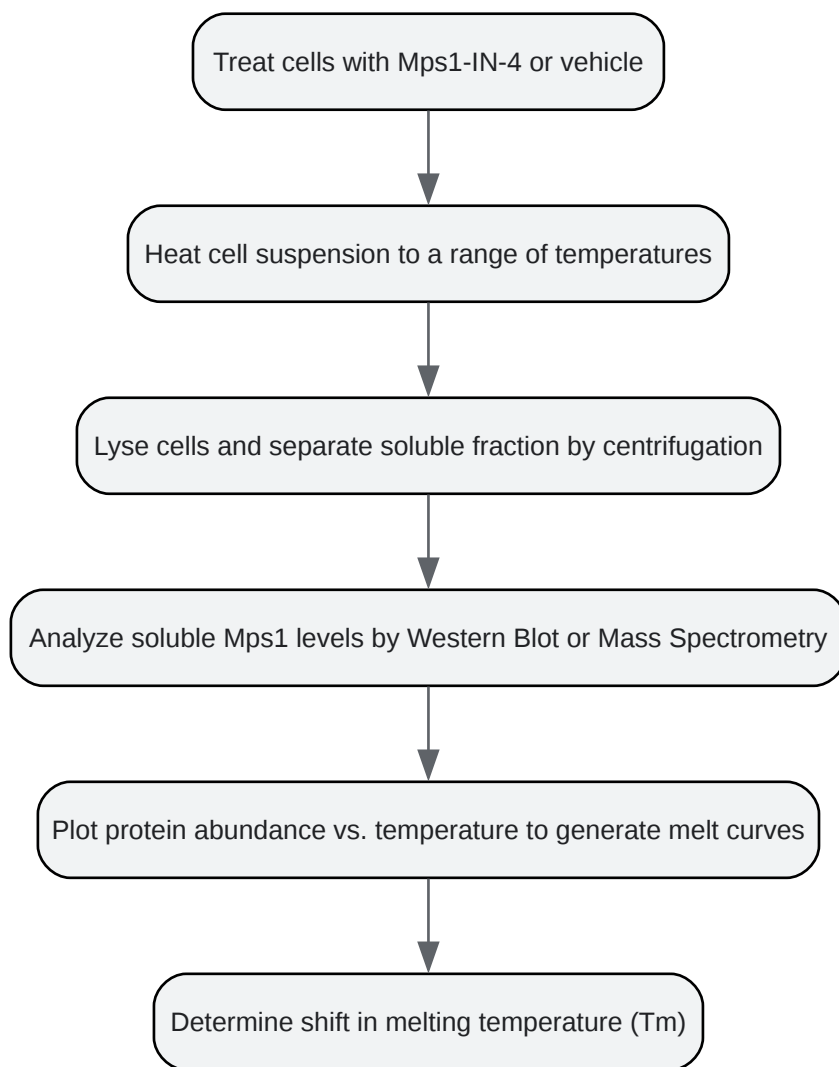 Treat cells with Mps1-IN-4 or vehicle
Heat cell suspension to a range of temperatures
Lyse cells and separate soluble fraction by centrifugation
Analyze soluble Mps1 levels by Western Blot or Mass Spectrometry
Plot protein abundance vs. temperature to generate melt curves
Determine shift in melting temperature (Tm)